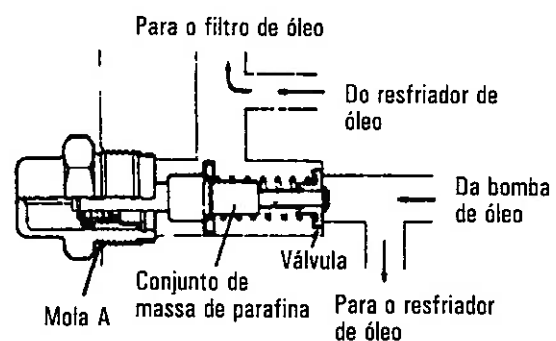 Para o filtro de óleo
Do resfriador de
óleo
Da bomba
de óleo
Válvula
Conjunto de
massa de parafina
Mola A
Para o resfriador
de óleo